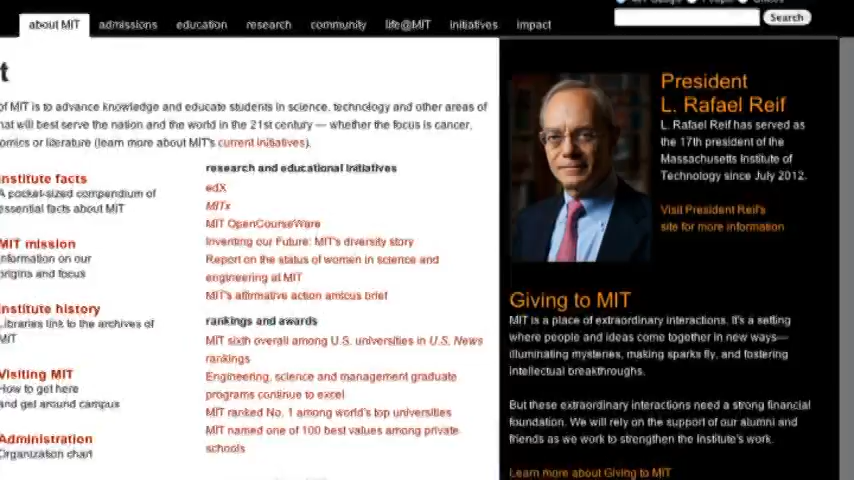 about MIT admissions education research community life@MIT initiatives impact
Search
t
of MIT is to advance knowledge and educate students in science, technology and other areas of
hat will best serve the nation and the world in the 21st century — whether the focus is cancer,
omics or literature (learn more about MIT's current initiatives).
institute facts
A pocket-sized compendium of
essential facts about MIT
MIT mission
information on our
origins and focus
institute history
Libraries link to the archives of
MIT
Visiting MIT
How to get here
and get around campus
Administration
Organization chart
research and educational initiatives
edX
MITx
MIT OpenCourseWare
Inventing our Future: MIT's diversity story
Report on the status of women in science and
engineering at MIT
MIT's affirmative action amicus brief
rankings and awards
MIT sixth overall among U.S. universities in U.S. News
rankings
Engineering, science and management graduate
programs continue to excel
MIT ranked No. 1 among world's top universities
MIT named one of 100 best values among private
schools
President
L. Rafael Reif
L. Rafael Reif has served as
the 17th president of the
Massachusetts Institute of
Technology since July 2012.
Visit President Reif's
site for more information
Giving to MIT
MIT is a place of extraordinary interactions. It's a setting
where people and ideas come together in new ways—
illuminating mysteries, making sparks fly, and fostering
intellectual breakthroughs.
But these extraordinary interactions need a strong financial
foundation. We will rely on the support of our alumni and
friends as we work to strengthen the Institute's work.
Learn more about Giving to MIT